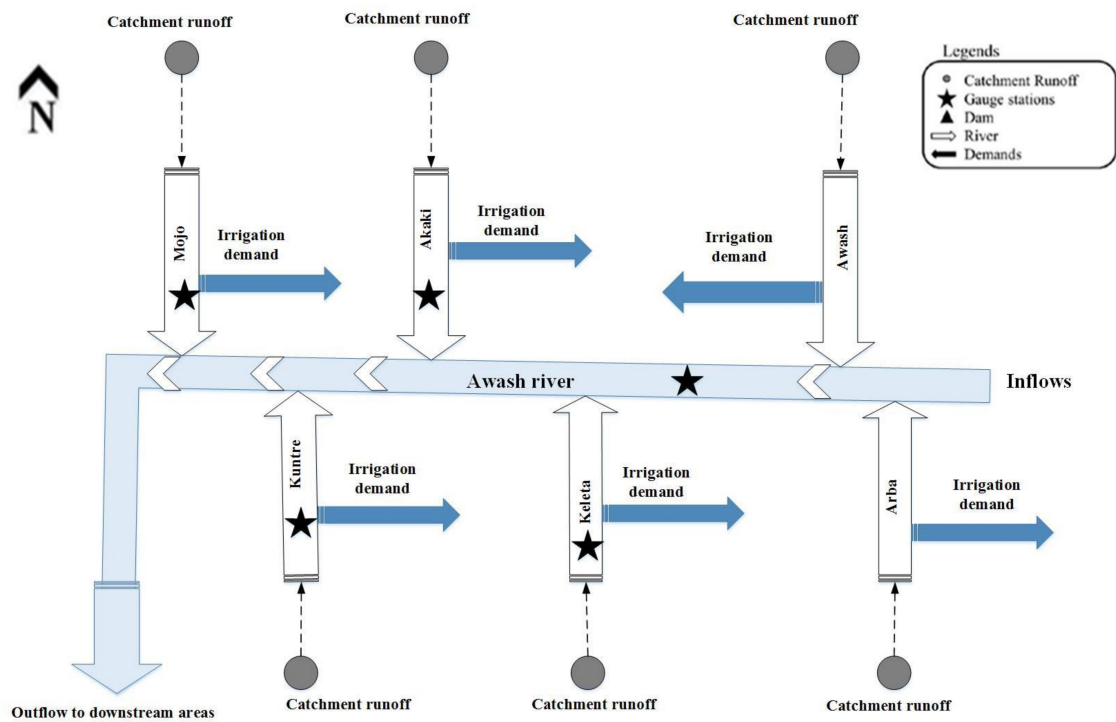 Catchment runoff
Catchment runoff
Catchment runoff
N
Legends
Catchment Runoff
Gauge stations
Dam
River
Demands
Mojo
Irrigation
demand
Akaki
Irrigation
demand
Irrigation
demand
Awash
Awash river
Inflows
Kuntre
Irrigation
demand
Keleta
Irrigation
demand
Arba
Irrigation
demand
Catchment runoff
Catchment runoff
Catchment runoff
Outflow to downstream areas